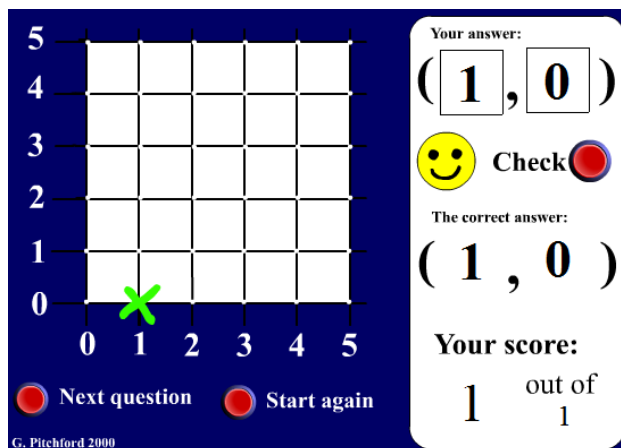 5
4
3
2
1
0
0 1 2 3 4 5
Next question
Start again
G. Pitchford 2000
Your answer:
( 1 , 0 )
Check
The correct answer:
( 1 , 0 )
Your score:
1 out of 1